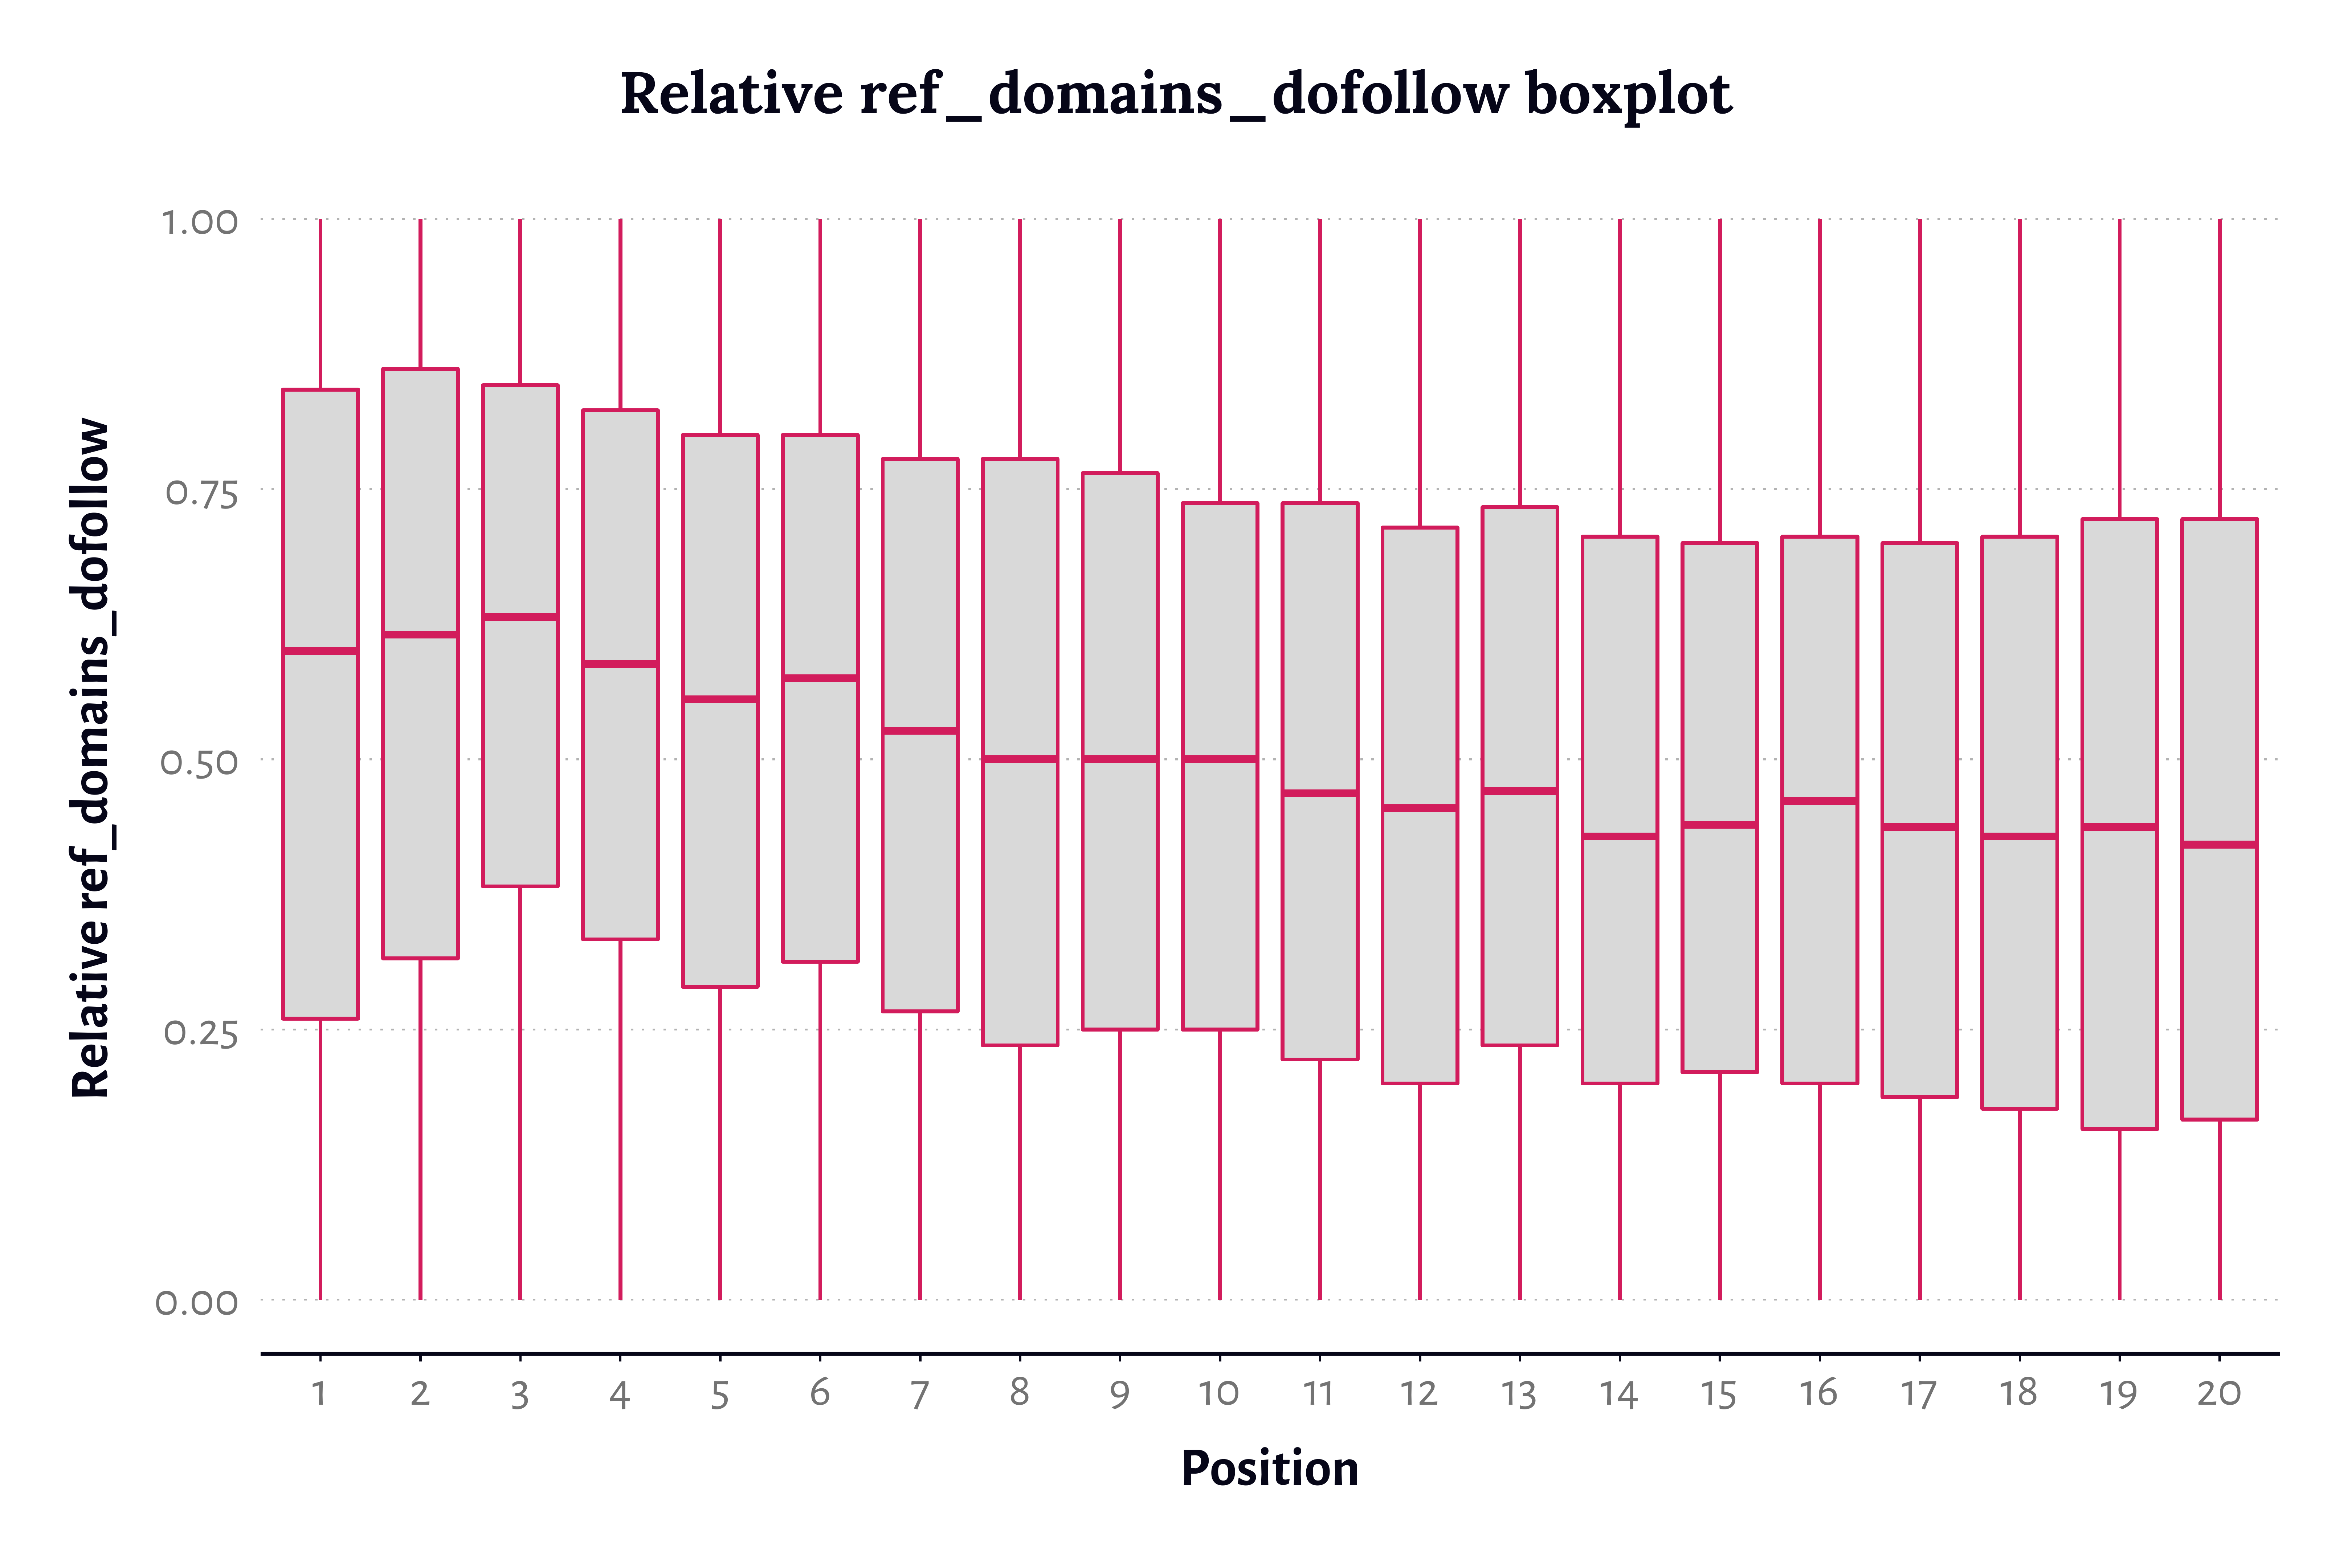 Relative ref_domains_dofollow boxplot
Relative ref_domains_dofollow
1.00
0.75
0.50
0.25
0.00
1 2 3 4 5 6 7 8 9 10 11 12 13 14 15 16 17 18 19 20
Position